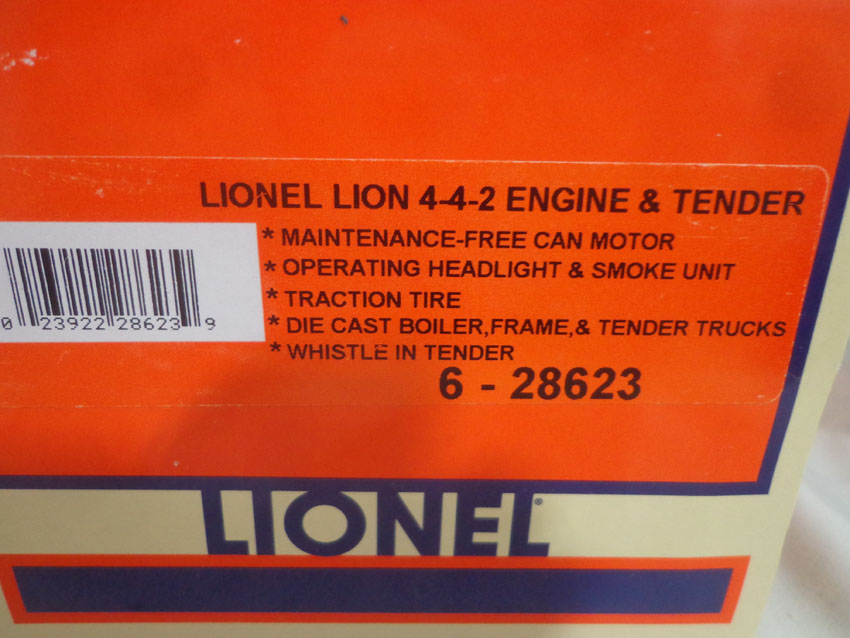 LIONEL LION 4-4-2 ENGINE & TENDER
* MAINTENANCE-FREE CAN MOTOR
* OPERATING HEADLIGHT & SMOKE UNIT
* TRACTION TIRE
* DIE CAST BOILER,FRAME,& TENDER TRUCKS
* WHISTLE IN TENDER
6 - 28623
0 23922 28623 9
LIONEL®